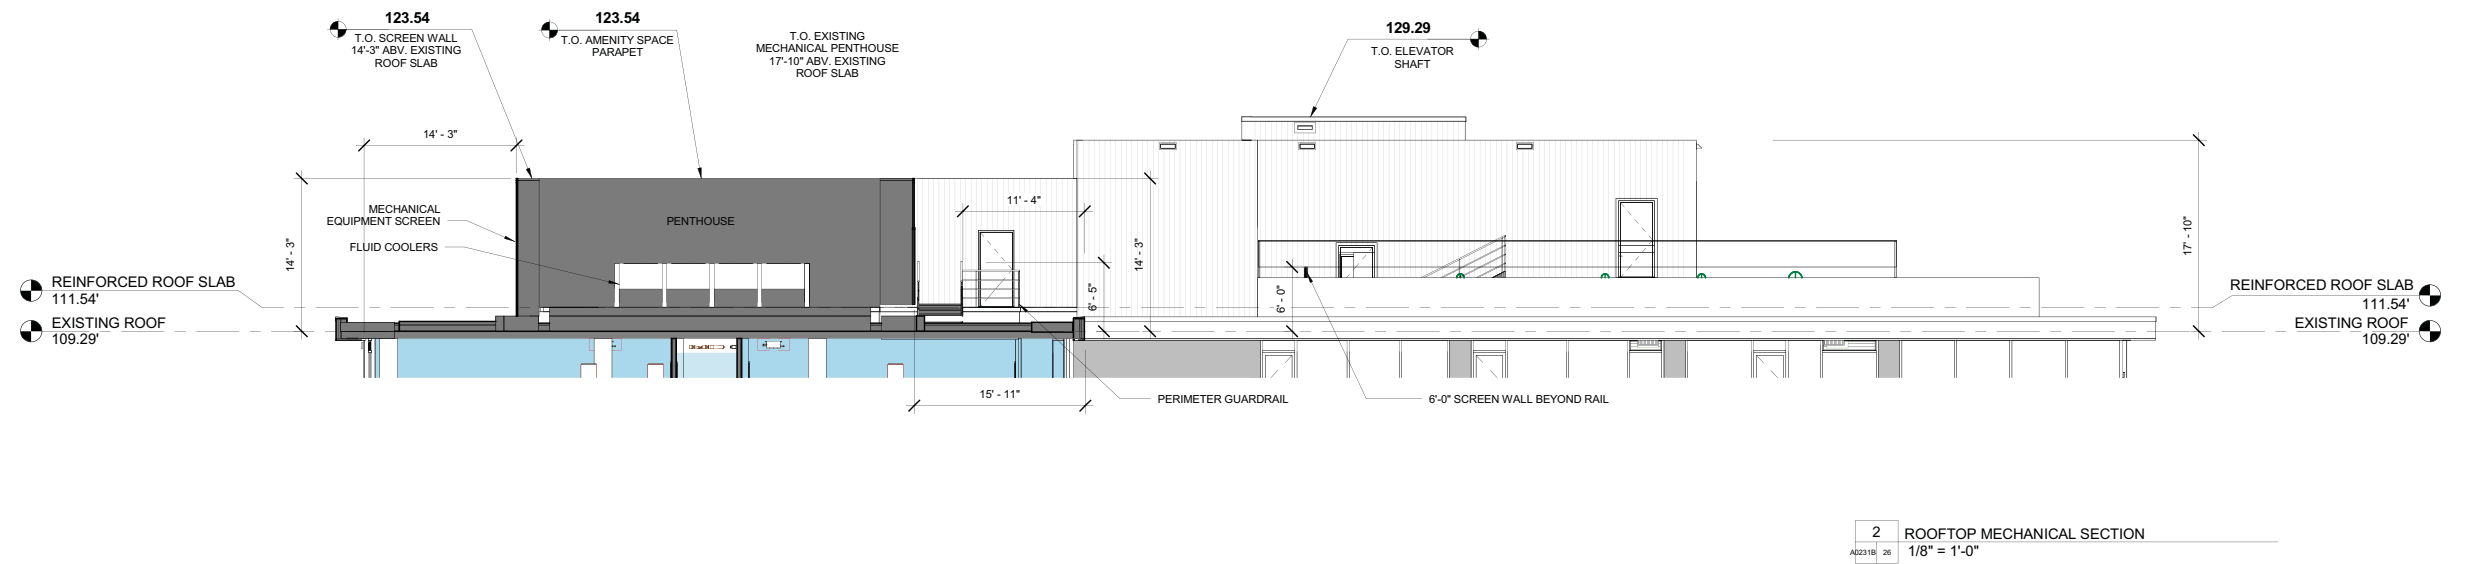 123.54
T.O. SCREEN WALL
14'-3" ABV. EXISTING
ROOF SLAB
123.54
T.O. AMENITY SPACE
PARAPET
T.O. EXISTING
MECHANICAL PENTHOUSE
17'-10" ABV. EXISTING
ROOF SLAB
129.29
T.O. ELEVATOR
SHAFT
14' - 3"
MECHANICAL
EQUIPMENT SCREEN
PENTHOUSE
FLUID COOLERS
11' - 4"
14' - 3"
14' - 3"
17' - 10"
6' - 5"
6' - 0"
REINFORCED ROOF SLAB
111.54'
EXISTING ROOF
109.29'
REINFORCED ROOF SLAB
111.54'
EXISTING ROOF
109.29'
15' - 11"
PERIMETER GUARDRAIL
6'-0" SCREEN WALL BEYOND RAIL
2 ROOFTOP MECHANICAL SECTION
A0231B 26 1/8" = 1'-0"